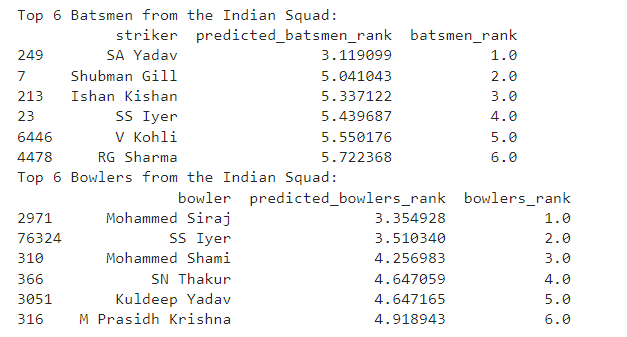 Top 6 Batsmen from the Indian Squad:
striker predicted_batsmen_rank batsmen_rank
249 SA Yadav 3.119099 1.0
7 Shubman Gill 5.041043 2.0
213 Ishan Kishan 5.337122 3.0
23 SS Iyer 5.439687 4.0
6446 V Kohli 5.550176 5.0
4478 RG Sharma 5.722368 6.0
Top 6 Bowlers from the Indian Squad:
bowler predicted_bowlers_rank bowlers_rank
2971 Mohammed Siraj 3.354928 1.0
76324 SS Iyer 3.510340 2.0
310 Mohammed Shami 4.256983 3.0
366 SN Thakur 4.647059 4.0
3051 Kuldeep Yadav 4.647165 5.0
316 M Prasidh Krishna 4.918943 6.0